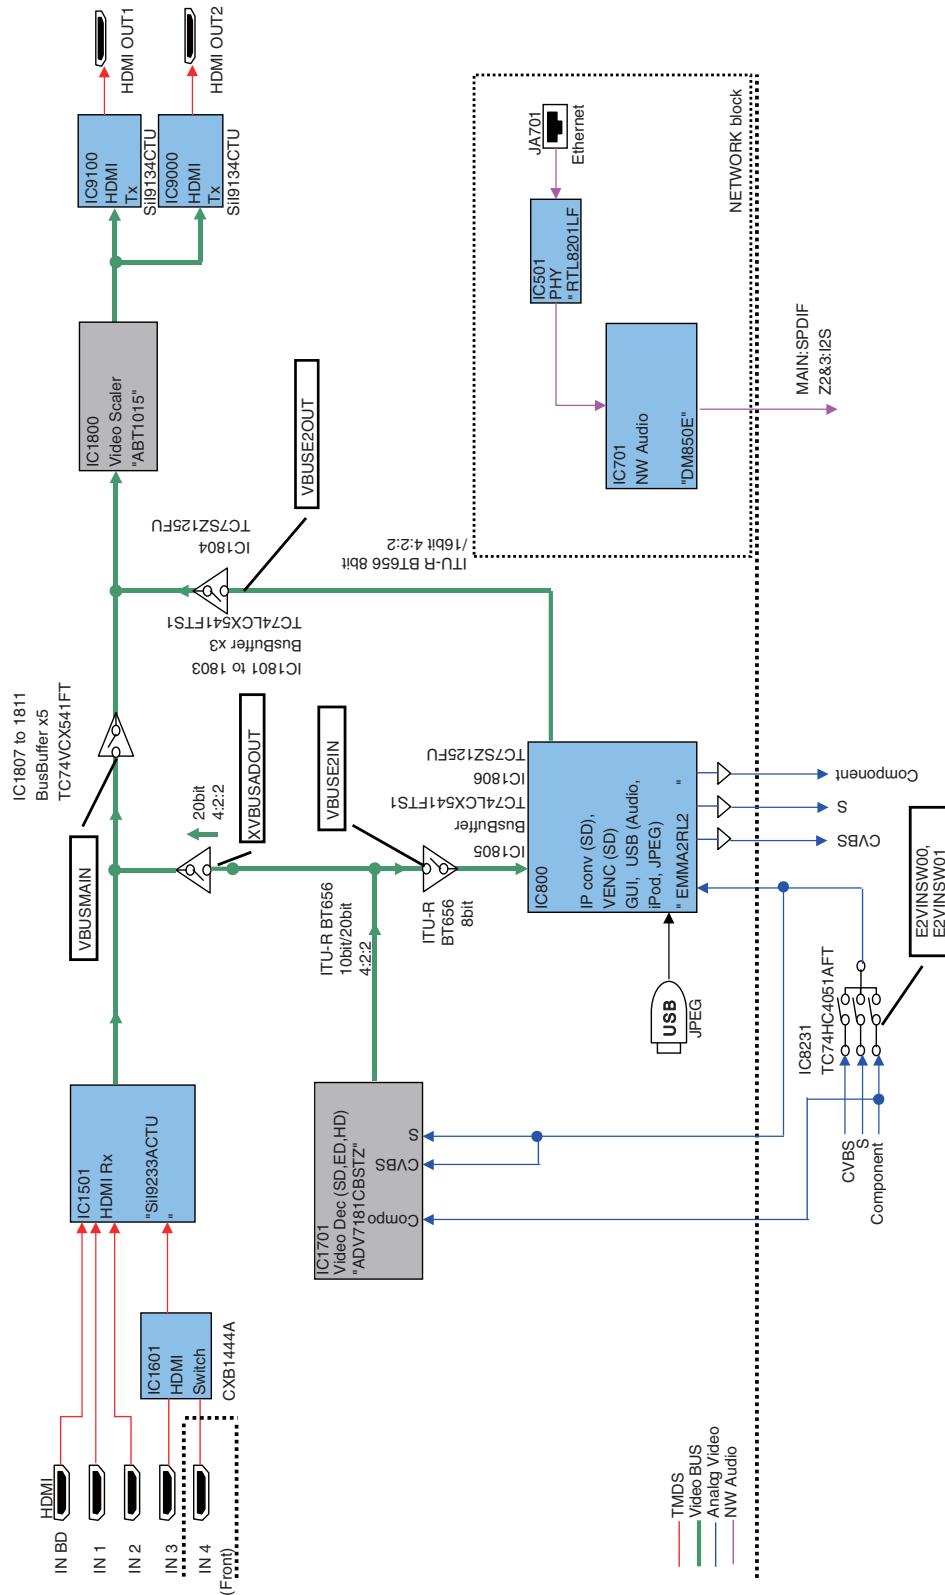 HDMI
IN BD
IN 1
IN 2
IN 3
IN 4
(Front)
IC1601
HDMI
Switch
CXB1444A
IC1501
HDMI Rx
"SiI9233ACTU
"
VBUSMAIN
IC1807 to 1811
BusBuffer x5
TC74VCX541FT
XVBUSADOUT
20bit
4:2:2
IC1801 to 1803
BusBuffer x3
TC74LCX541FTS1
IC1804
TC7SZ125FU
VBUSE2OUT
IC1800
Video Scaler
"ABT1015"
IC9100
HDMI
Tx
SiI9134CTU
IC9000
HDMI
Tx
SiI9134CTU
HDMI OUT1
HDMI OUT2
IC1701
Video Dec (SD,ED,HD)
"ADV7181CBSTZ"
Compo
CVBS
S
ITU-R BT656
10bit/20bit
4:2:2
VBUSE2IN
ITU-R
BT656
8bit
IC1805
BusBuffer
TC74LCX541FTS1
IC1806
TC7SZ125FU
ITU-R BT656 8bit
/16bit 4:2:2
IC800
IP conv (SD),
VENC (SD)
GUI, USB (Audio,
iPod, JPEG)
" EMMA2RL2 "
USB
JPEG
CVBS
S
Component
IC8231
TC74HC4051AFT
CVBS
S
Component
E2VINSW00,
E2VINSW01
JA701
Ethernet
IC501
PHY
" RTL8201LF
IC701
NW Audio
"DM850E"
NETWORK block
MAIN:SPDIF
Z2&3:I2S
TMDS
Video BUS
Analog Video
NW Audio